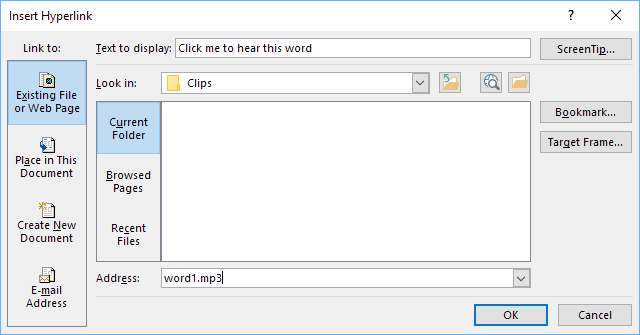 Insert Hyperlink
?
Link to:
Text to display: Click me to hear this word
ScreenTip...
Existing File
or Web Page
Look in: Clips
Place in This
Document
Current
Folder
Bookmark...
Target Frame...
Browsed
Pages
Create New
Document
Recent
Files
E-mail
Address
Address: word1.mp3
OK
Cancel